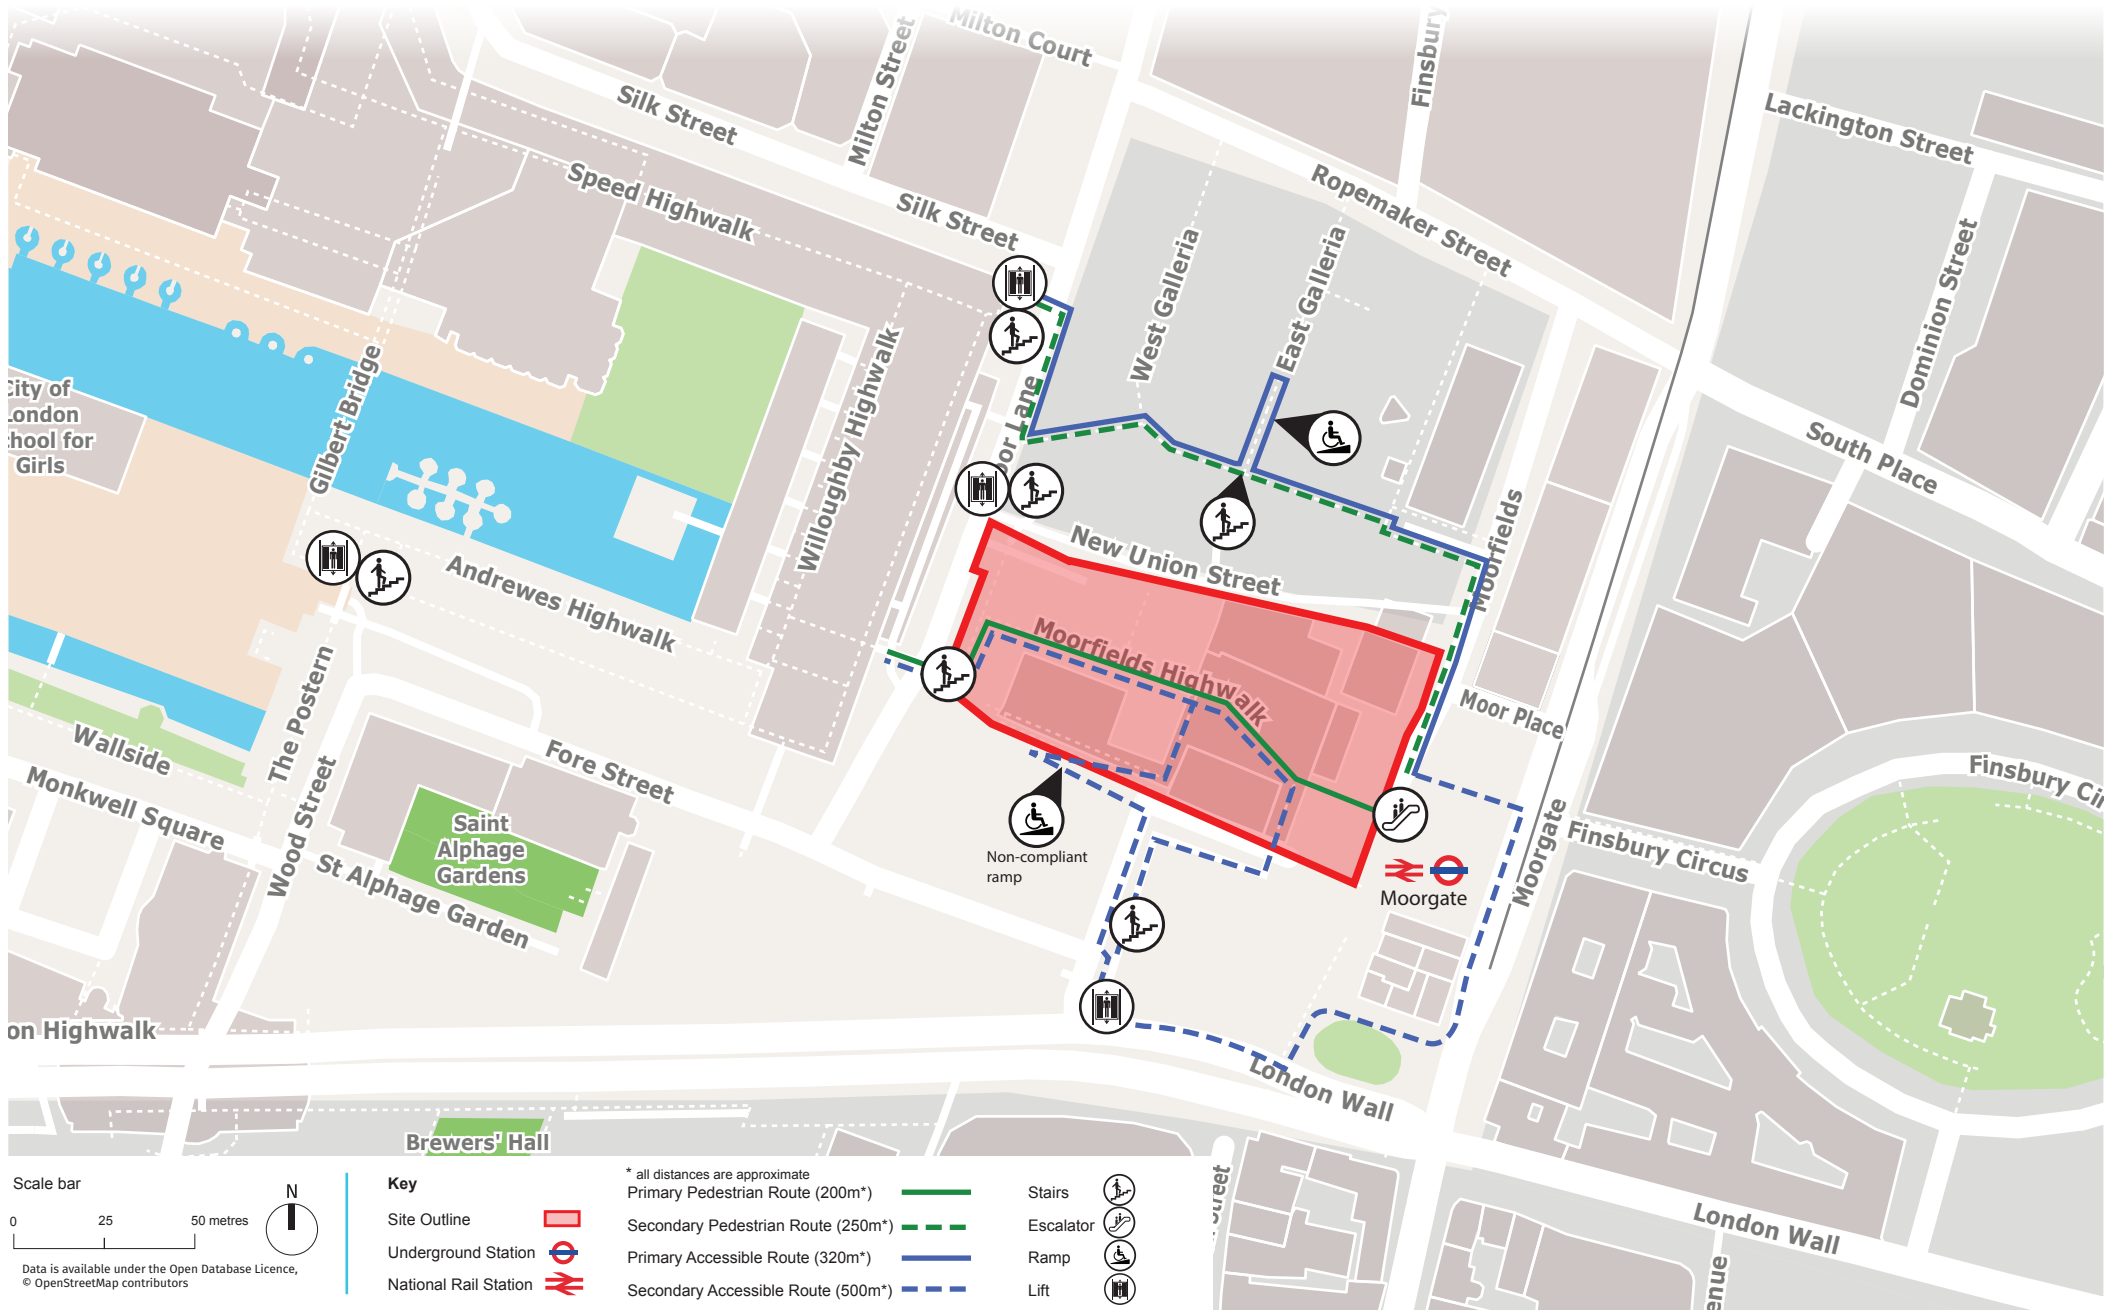 Milton Court
Milton Street
Finsbury
Silk Street
Lackington Street
Speed Highwalk
Ropemaker Street
Silk Street
West Galleria
East Galleria
Dominion Street
City of
London
School for
Girls
Gilbert Bridge
Willoughby Highwalk
oor Lane
South Place
New Union Street
Moorfields
Andrewes Highwalk
Moorfields Highwalk
The Postern
Moor Place
Wallside
Fore Street
Monkwell Square
Wood Street
Finsbury Cir
Saint
Alphage
Gardens
St Alphage Garden
Non-compliant
ramp
Moorgate
Moorgate
Finsbury Circus
on Highwalk
London Wall
Brewers' Hall
Street
London Wall
enue
Scale bar
0 25 50 metres
N
Data is available under the Open Database Licence,
© OpenStreetMap contributors
Key
Site Outline
Underground Station
National Rail Station
* all distances are approximate
Primary Pedestrian Route (200m*)
Secondary Pedestrian Route (250m*)
Primary Accessible Route (320m*)
Secondary Accessible Route (500m*)
Stairs
Escalator
Ramp
Lift